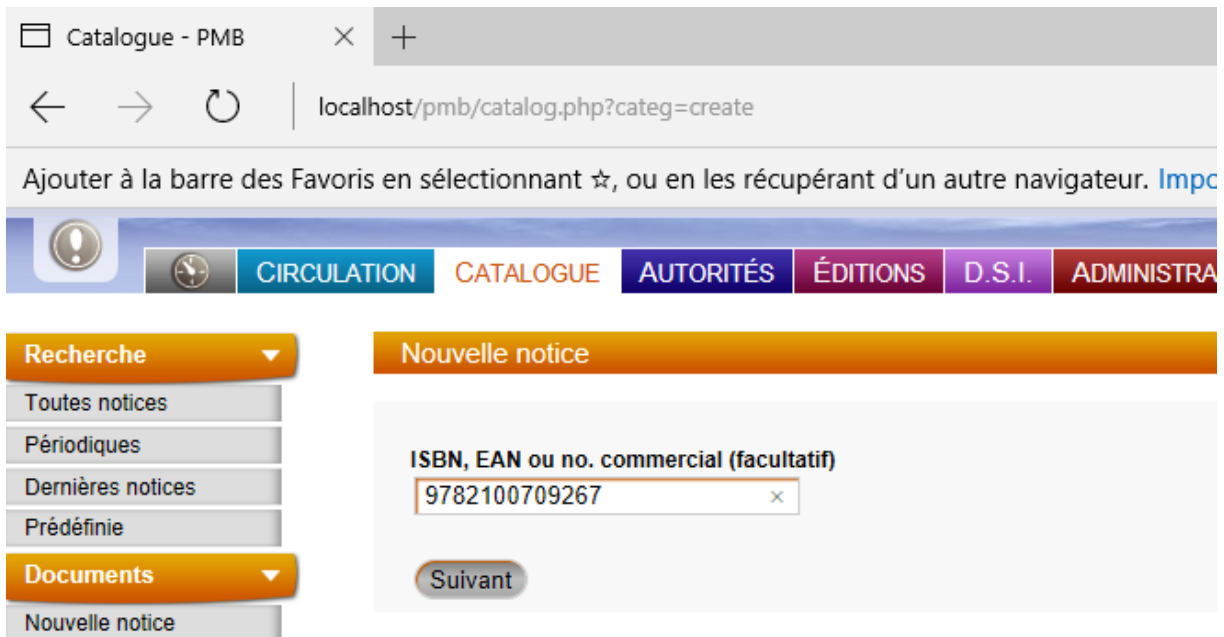 Catalogue - PMB
localhost/pmb/catalog.php?categ=create
Ajouter à la barre des Favoris en sélectionnant ☆, ou en les récupérant d'un autre navigateur. Impo
CIRCULATION CATALOGUE AUTORITÉS ÉDITIONS D.S.I. ADMINISTRA
Recherche
Toutes notices
Périodiques
Dernières notices
Prédéfinie
Documents
Nouvelle notice
Nouvelle notice
ISBN, EAN ou no. commercial (facultatif)
9782100709267
Suivant